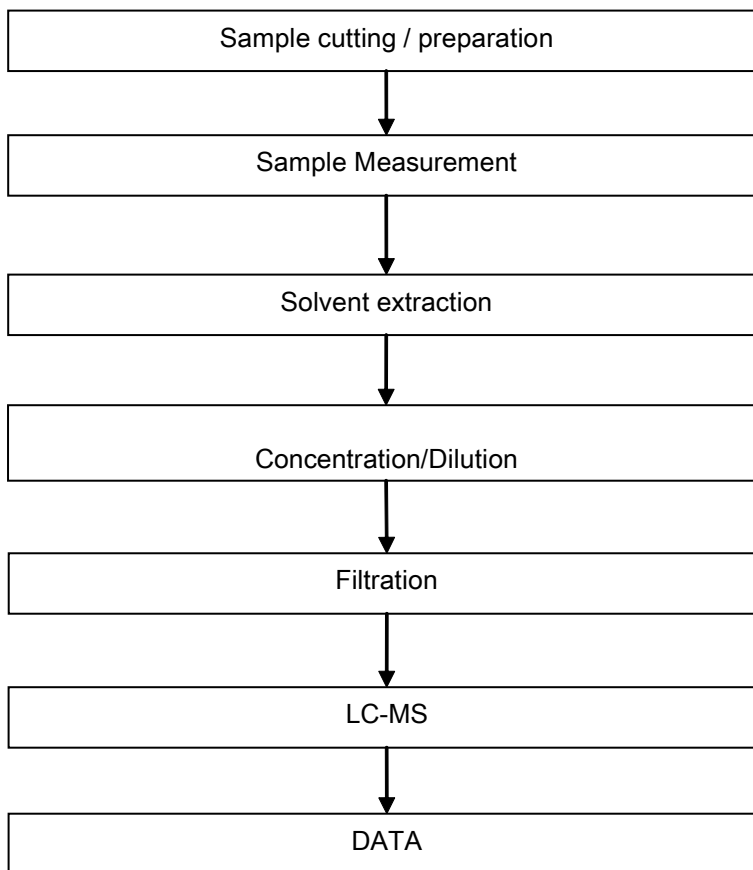 Sample cutting / preparation
Sample Measurement
Solvent extraction
Concentration/Dilution
Filtration
LC-MS
DATA